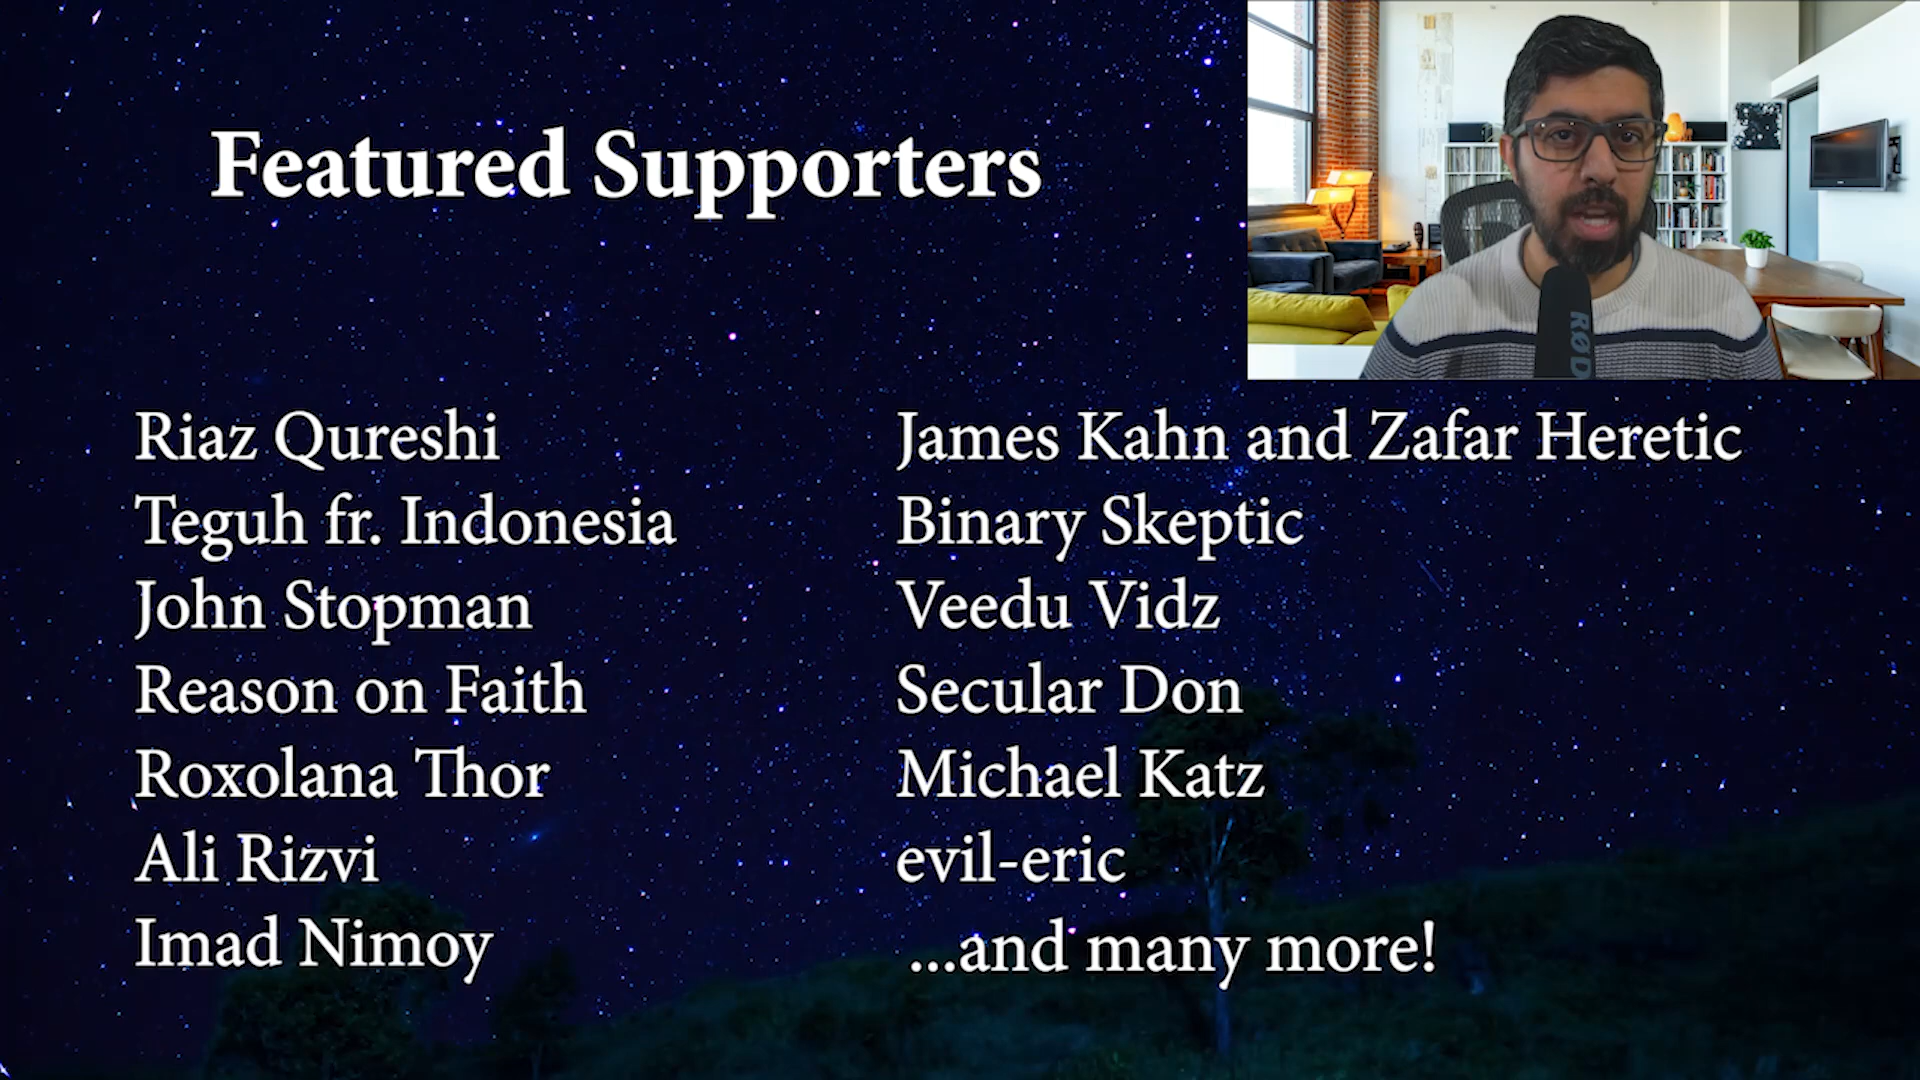 Featured Supporters
RØD
Riaz Qureshi
Teguh fr. Indonesia
John Stopman
Reason on Faith
Roxolana Thor
Ali Rizvi
Imad Nimoy
James Kahn and Zafar Heretic
Binary Skeptic
Veedu Vidz
Secular Don
Michael Katz
evil-eric
...and many more!